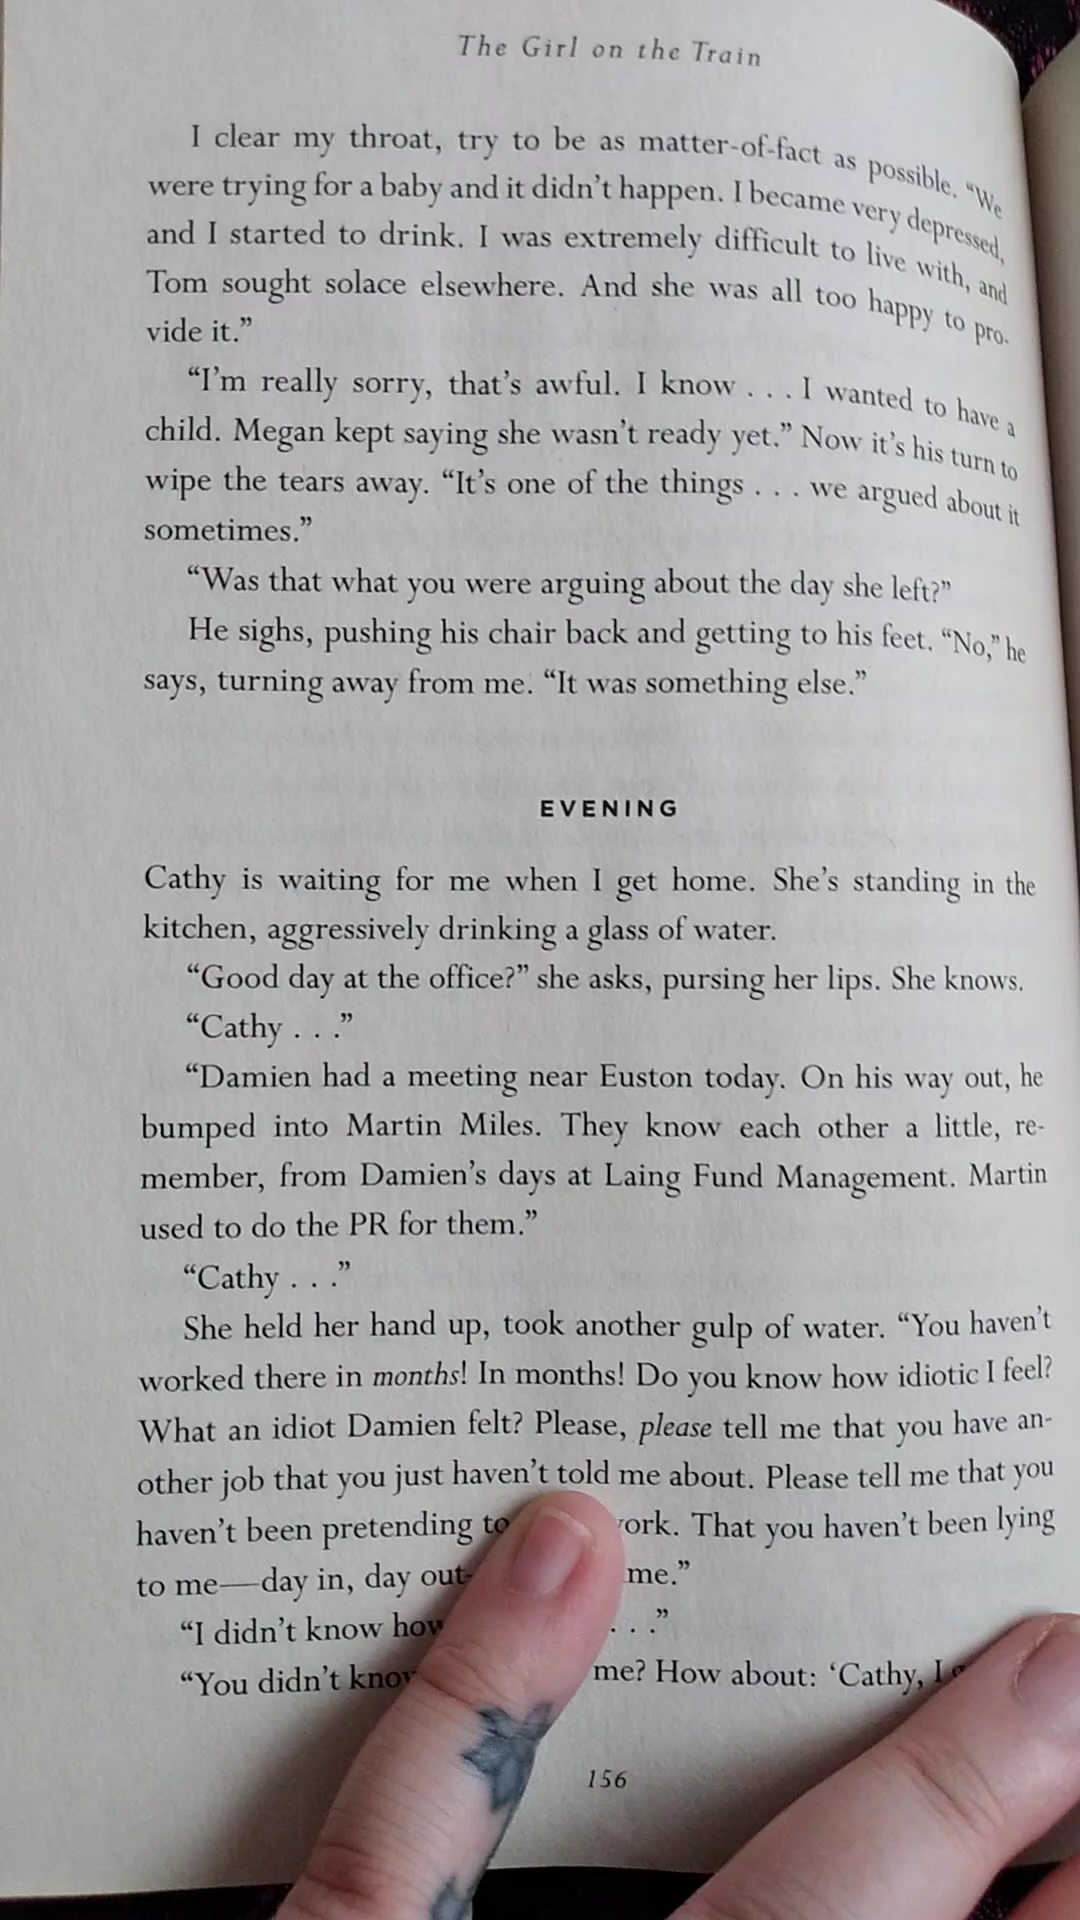 The Girl on the Train
I clear my throat, try to be as matter-of-fact as possible. “We
were trying for a baby and it didn’t happen. I became very depressed,
and I started to drink. I was extremely difficult to live with, and
Tom sought solace elsewhere. And she was all too happy to pro-
vide it.”
“I’m really sorry, that’s awful. I know . . . I wanted to have a
child. Megan kept saying she wasn’t ready yet.” Now it’s his turn to
wipe the tears away. “It’s one of the things . . . we argued about it
sometimes.”
“Was that what you were arguing about the day she left?”
He sighs, pushing his chair back and getting to his feet. “No,” he
says, turning away from me. “It was something else.”
EVENING
Cathy is waiting for me when I get home. She’s standing in the
kitchen, aggressively drinking a glass of water.
“Good day at the office?” she asks, pursing her lips. She knows.
“Cathy . . .”
“Damien had a meeting near Euston today. On his way out, he
bumped into Martin Miles. They know each other a little, re-
member, from Damien’s days at Laing Fund Management. Martin
used to do the PR for them.”
“Cathy . . .”
She held her hand up, took another gulp of water. “You haven’t
worked there in months! In months! Do you know how idiotic I feel?
What an idiot Damien felt? Please, please tell me that you have an-
other job that you just haven’t told me about. Please tell me that you
haven’t been pretending to ork. That you haven’t been lying
to me—day in, day out— me.”
“I didn’t know how . . .”
“You didn’t know me? How about: ‘Cathy, I
156